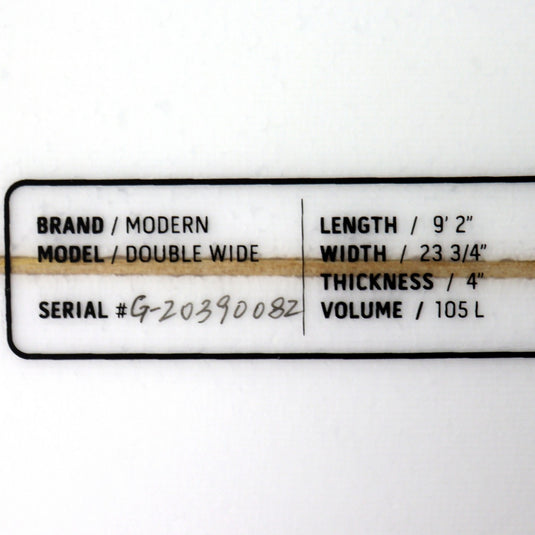 BRAND / MODERN
MODEL / DOUBLE WIDE
SERIAL # G-20390082
LENGTH / 9' 2"
WIDTH / 23 3/4"
THICKNESS / 4"
VOLUME / 105 L